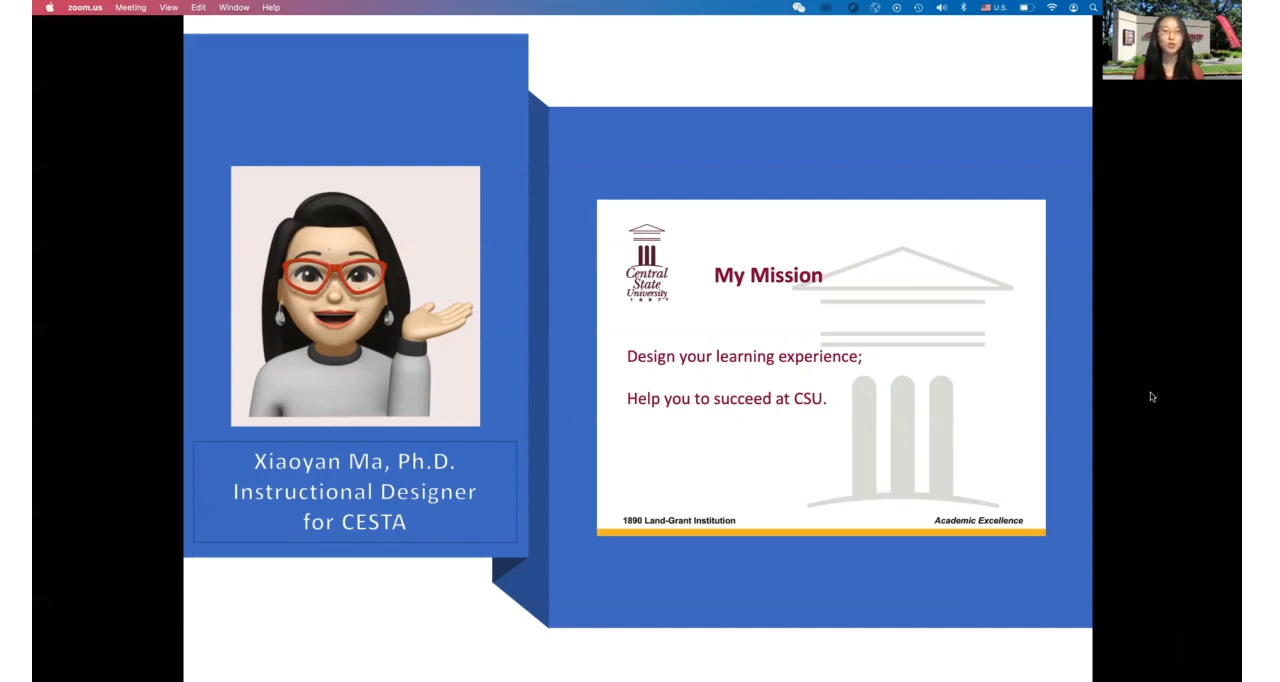 zoom.us Meeting View Edit Window Help
U.S.
Xiaoyan Ma, Ph.D.
Instructional Designer
for CESTA
Central
State
University
1887
My Mission
Design your learning experience;
Help you to succeed at CSU.
1890 Land-Grant Institution
Academic Excellence